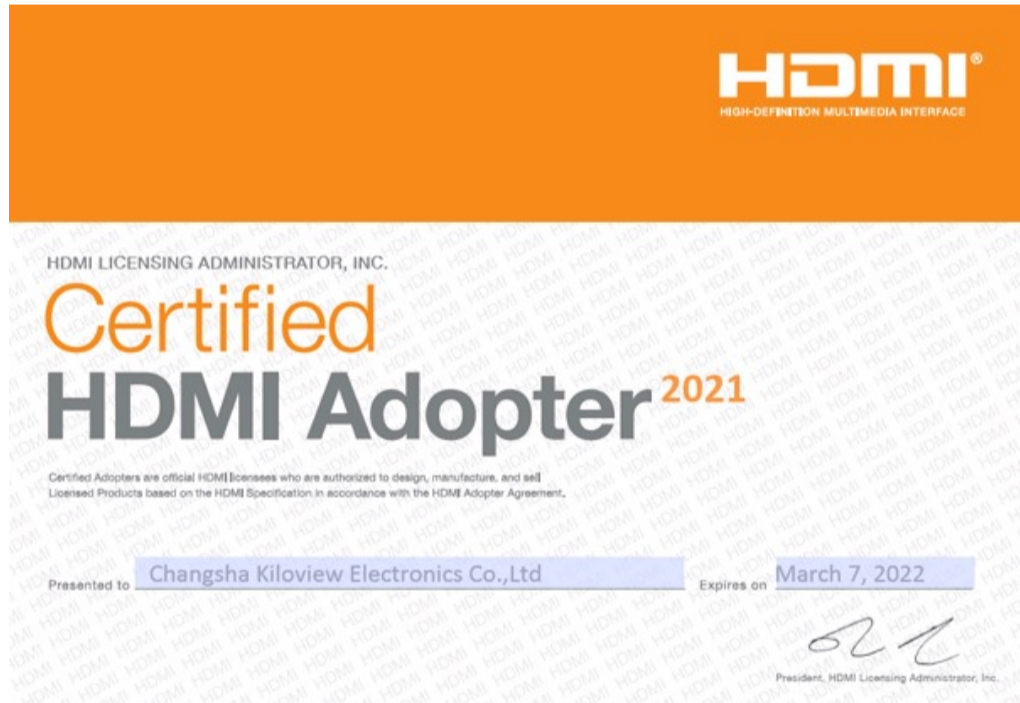 HDMI®
HIGH-DEFINITION MULTIMEDIA INTERFACE
HDMI LICENSING ADMINISTRATOR, INC.
Certified
HDMI Adopter 2021
Certified Adopters are official HDMI licensees who are authorized to design, manufacture, and sell
Licensed Products based on the HDMI Specification in accordance with the HDMI Adopter Agreement.
Presented to Changsha Kiloview Electronics Co.,Ltd Expires on March 7, 2022
President, HDMI Licensing Administrator, Inc.